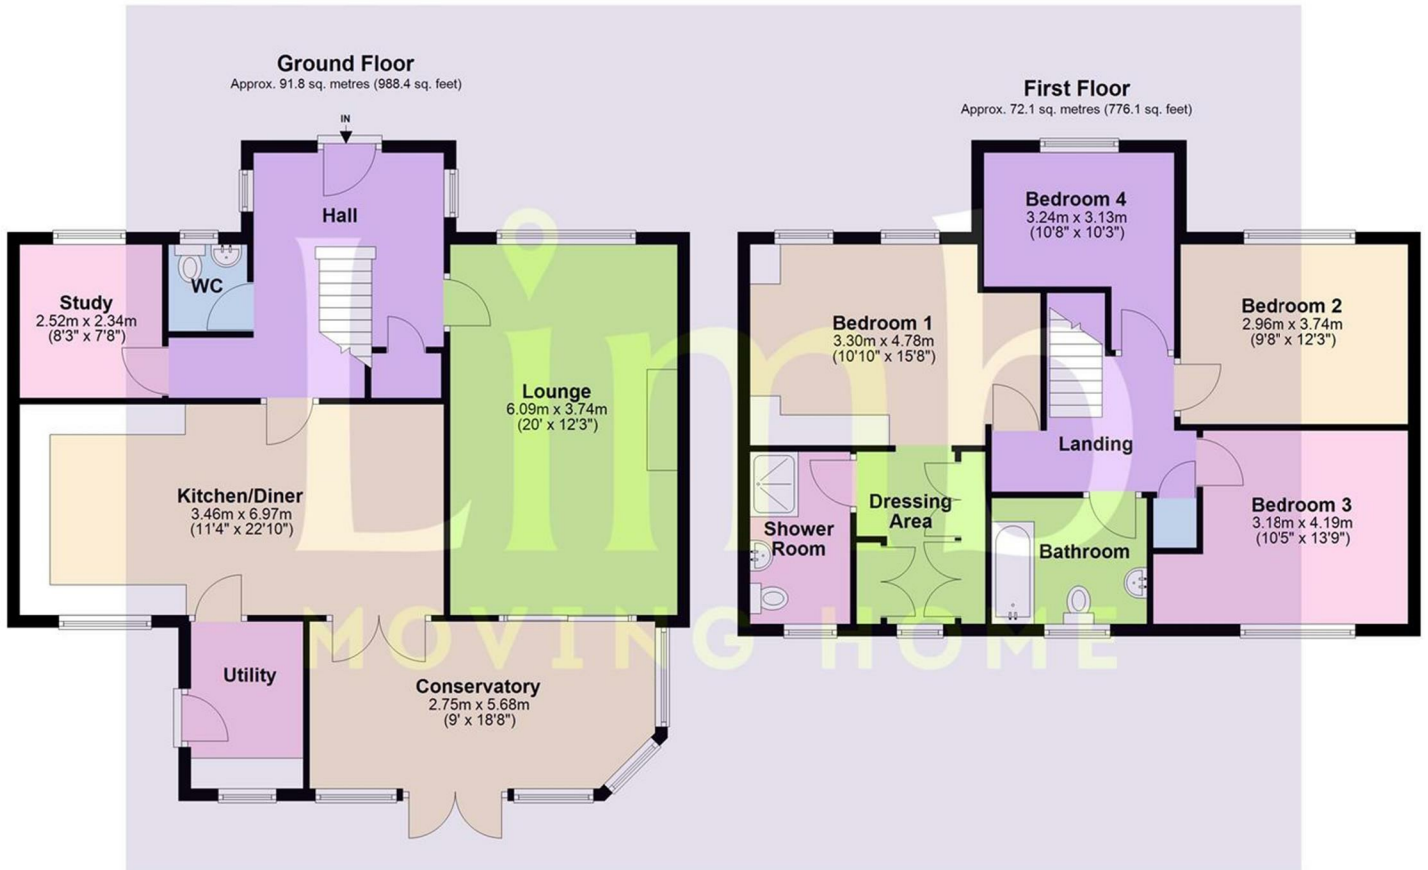 Ground Floor
Approx. 91.8 sq. metres (988.4 sq. feet)
IN
Hall
WC
Study
2.52m x 2.34m
(8'3" x 7'8")
Lounge
6.09m x 3.74m
(20' x 12'3")
Kitchen/Diner
3.46m x 6.97m
(11'4" x 22'10")
Utility
Conservatory
2.75m x 5.68m
(9' x 18'8")
First Floor
Approx. 72.1 sq. metres (776.1 sq. feet)
Bedroom 4
3.24m x 3.13m
(10'8" x 10'3")
Bedroom 1
3.30m x 4.78m
(10'10" x 15'8")
Bedroom 2
2.96m x 3.74m
(9'8" x 12'3")
Landing
Dressing
Area
Shower
Room
Bathroom
Bedroom 3
3.18m x 4.19m
(10'5" x 13'9")
Limb
MOVING HOME